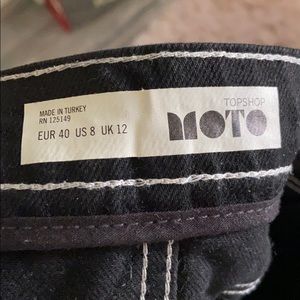 MADE IN TURKEY
RN 125149
EUR 40 US 8 UK 12
TOPSHOP
MOTO